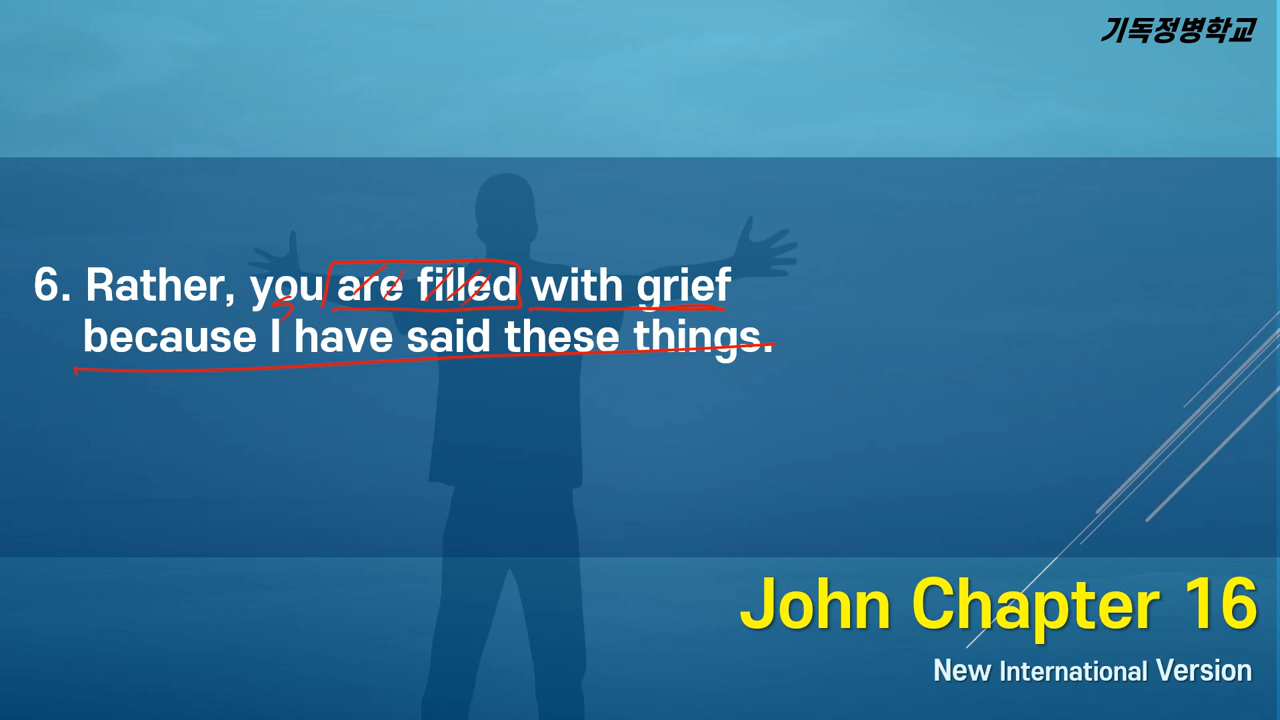 기독정병학교
6. Rather, you are filled with grief
because I have said these things.
John Chapter 16
New International Version